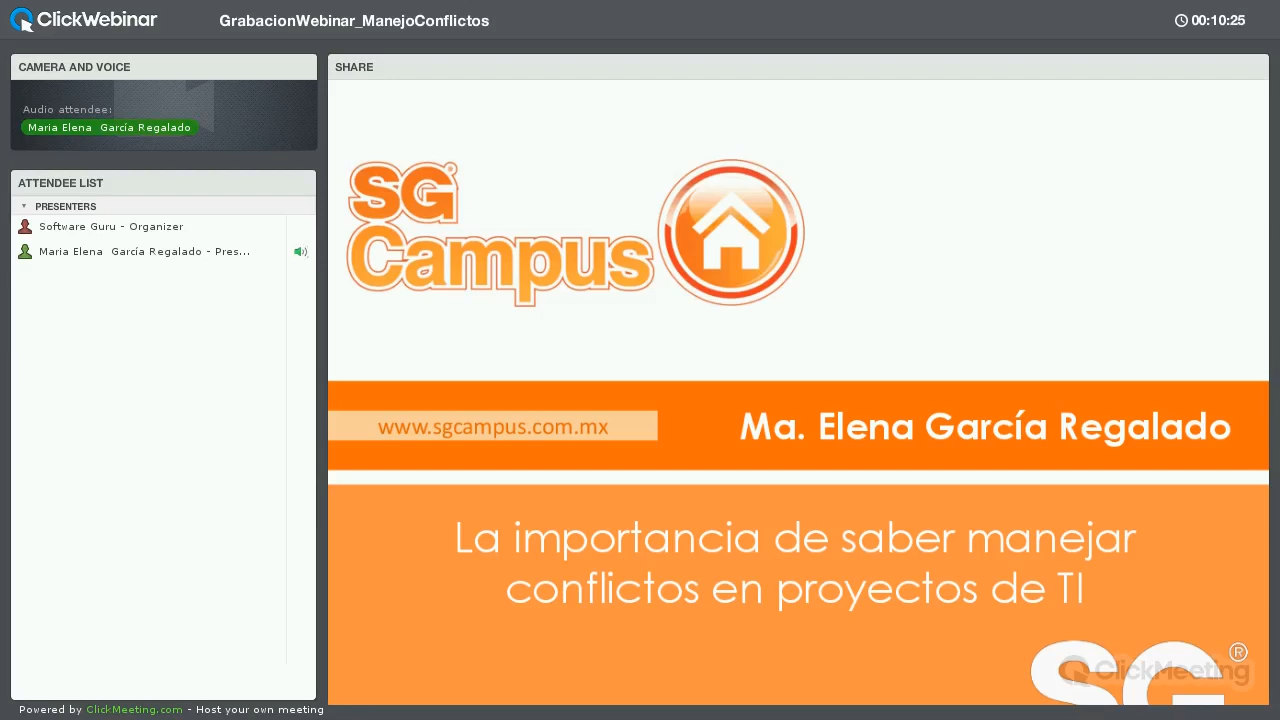 ClickWebinar
GrabacionWebinar_ManejoConflictos
00:10:25
CAMERA AND VOICE
Audio attendee:
Maria Elena García Regalado
ATTENDEE LIST
PRESENTERS
Software Guru - Organizer
Maria Elena García Regalado - Pres...
SHARE
SG
Campus
www.sgcampus.com.mx
Ma. Elena García Regalado
La importancia de saber manejar
conflictos en proyectos de TI
SG®
ClickMeeting
Powered by ClickMeeting.com - Host your own meeting